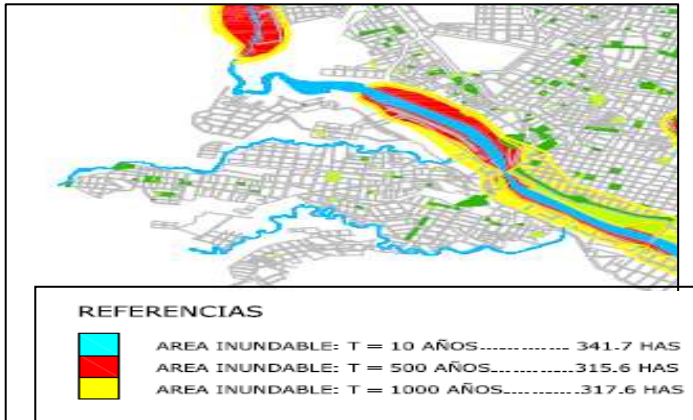 REFERENCIAS
AREA INUNDABLE: T = 10 AÑOS............. 341.7 HAS
AREA INUNDABLE: T = 500 AÑOS............315.6 HAS
AREA INUNDABLE: T = 1000 AÑOS............317.6 HAS